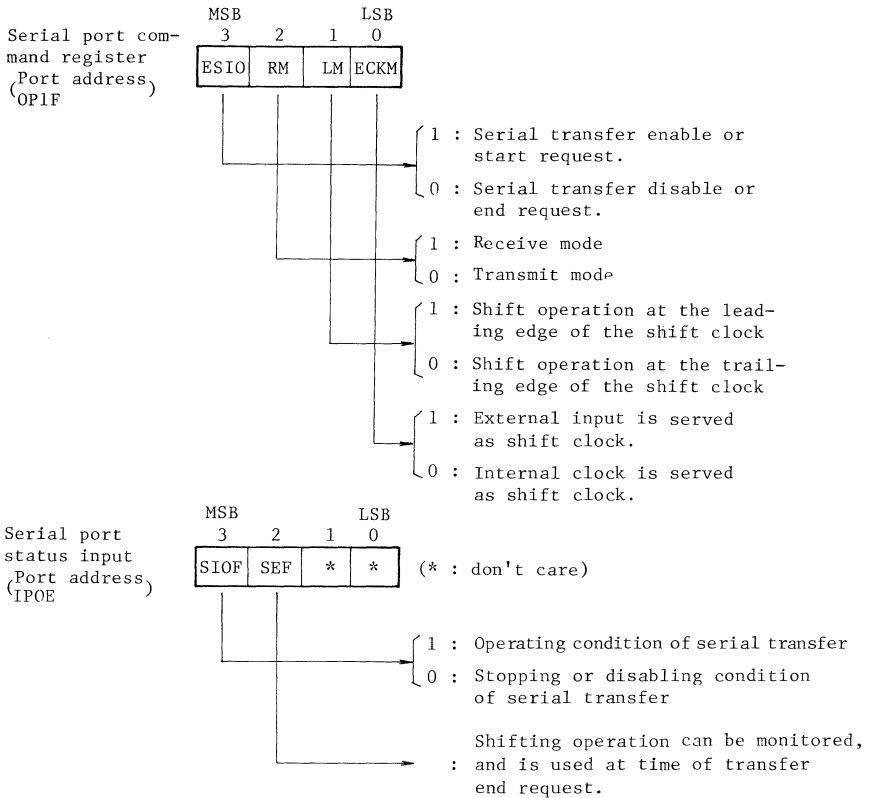 MSB LSB
Serial port com- 3 2 1 0
mand register
(Port address) ESIO RM LM ECKM
OP1F
1 : Serial transfer enable or
start request.
0 : Serial transfer disable or
end request.
1 : Receive mode
0 : Transmit mode
1 : Shift operation at the lead-
ing edge of the shift clock
0 : Shift operation at the trail-
ing edge of the shift clock
1 : External input is served
as shift clock.
0 : Internal clock is served
as shift clock.
MSB LSB
Serial port 3 2 1 0
status input
(Port address) SIOF SEF * * (* : don't care)
IPOE
1 : Operating condition of serial transfer
0 : Stopping or disabling condition
of serial transfer
Shifting operation can be monitored,
: and is used at time of transfer
end request.